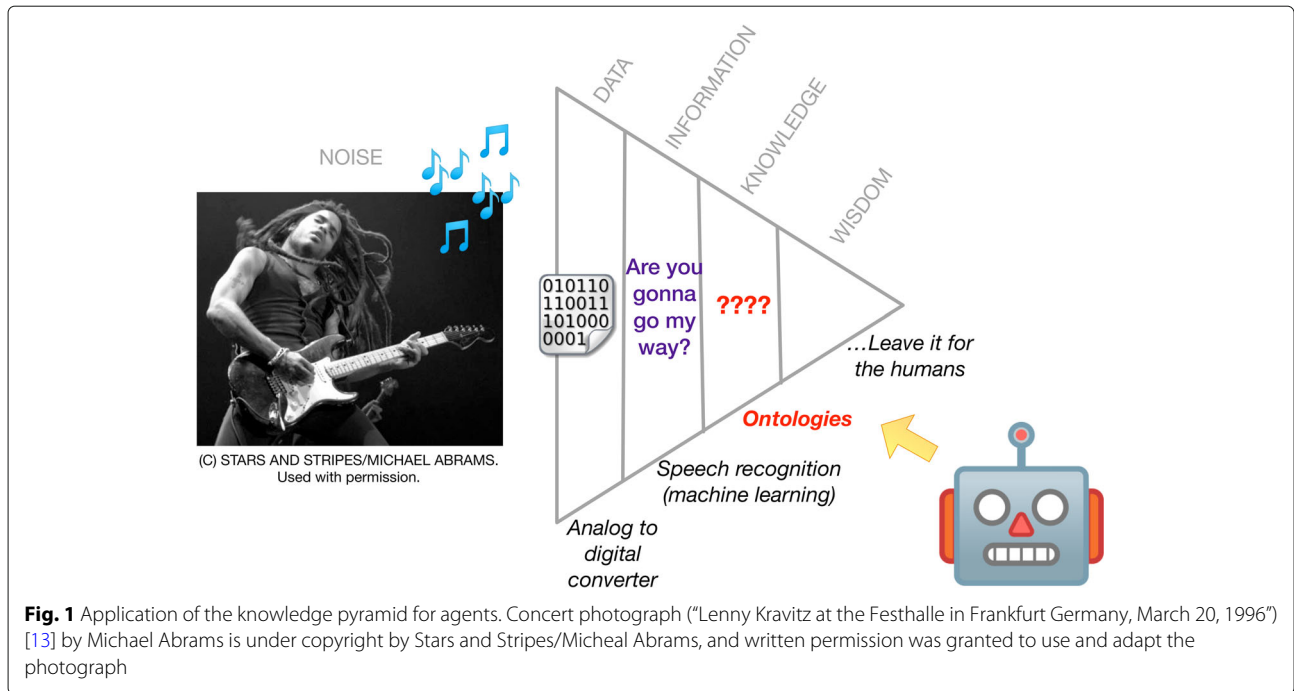 NOISE
DATA
INFORMATION
KNOWLEDGE
WISDOM
010110
110011
101000
0001
Are you
gonna
go my
way?
????
...Leave it for
the humans
Ontologies
Speech recognition
(machine learning)
Analog to
digital
converter
(C) STARS AND STRIPES/MICHAEL ABRAMS.
Used with permission.
Fig. 1 Application of the knowledge pyramid for agents. Concert photograph (“Lenny Kravitz at the Festhalle in Frankfurt Germany, March 20, 1996”)
[13] by Michael Abrams is under copyright by Stars and Stripes/Micheal Abrams, and written permission was granted to use and adapt the
photograph